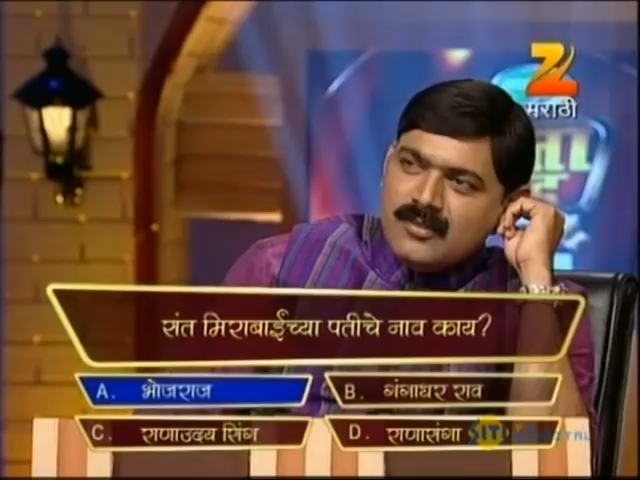 मराठी
संत मिराबाईच्या पतीचे नाव काय?
A. भोजराज
B. गंगाधर राव
C. राणाउदय सिंग
D. राणासंगा